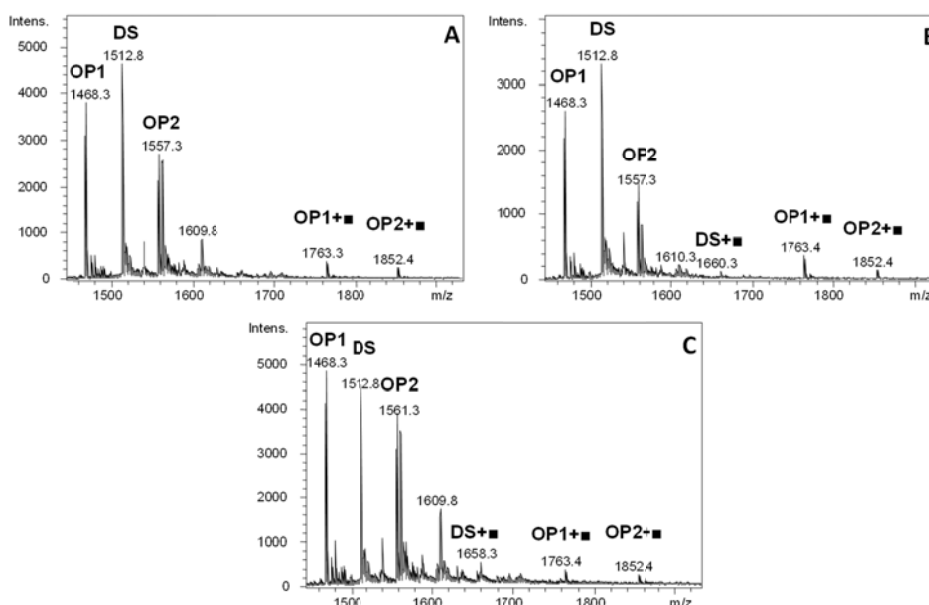 Intens.
A
5000
4000
3000
2000
1000
0
OP1
1468.3
DS
1512.8
OP2
1557.3
1609.8
OP1+■
1763.3
OP2+■
1852.4
1500
1600
1700
1800
m/z
Intens.
3000
2000
1000
0
OP1
1468.3
DS
1512.8
OP2
1557.3
1610.3
DS+■
1660.3
OP1+■
1763.4
OP2+■
1852.4
1500
1600
1700
1800
m/z
Intens.
C
5000
4000
3000
2000
1000
0
OP1
1468.3
DS
1512.8
OP2
1561.3
1609.8
DS+■
1658.3
OP1+■
1763.4
OP2+■
1852.4
1500
1600
1700
1800
m/z